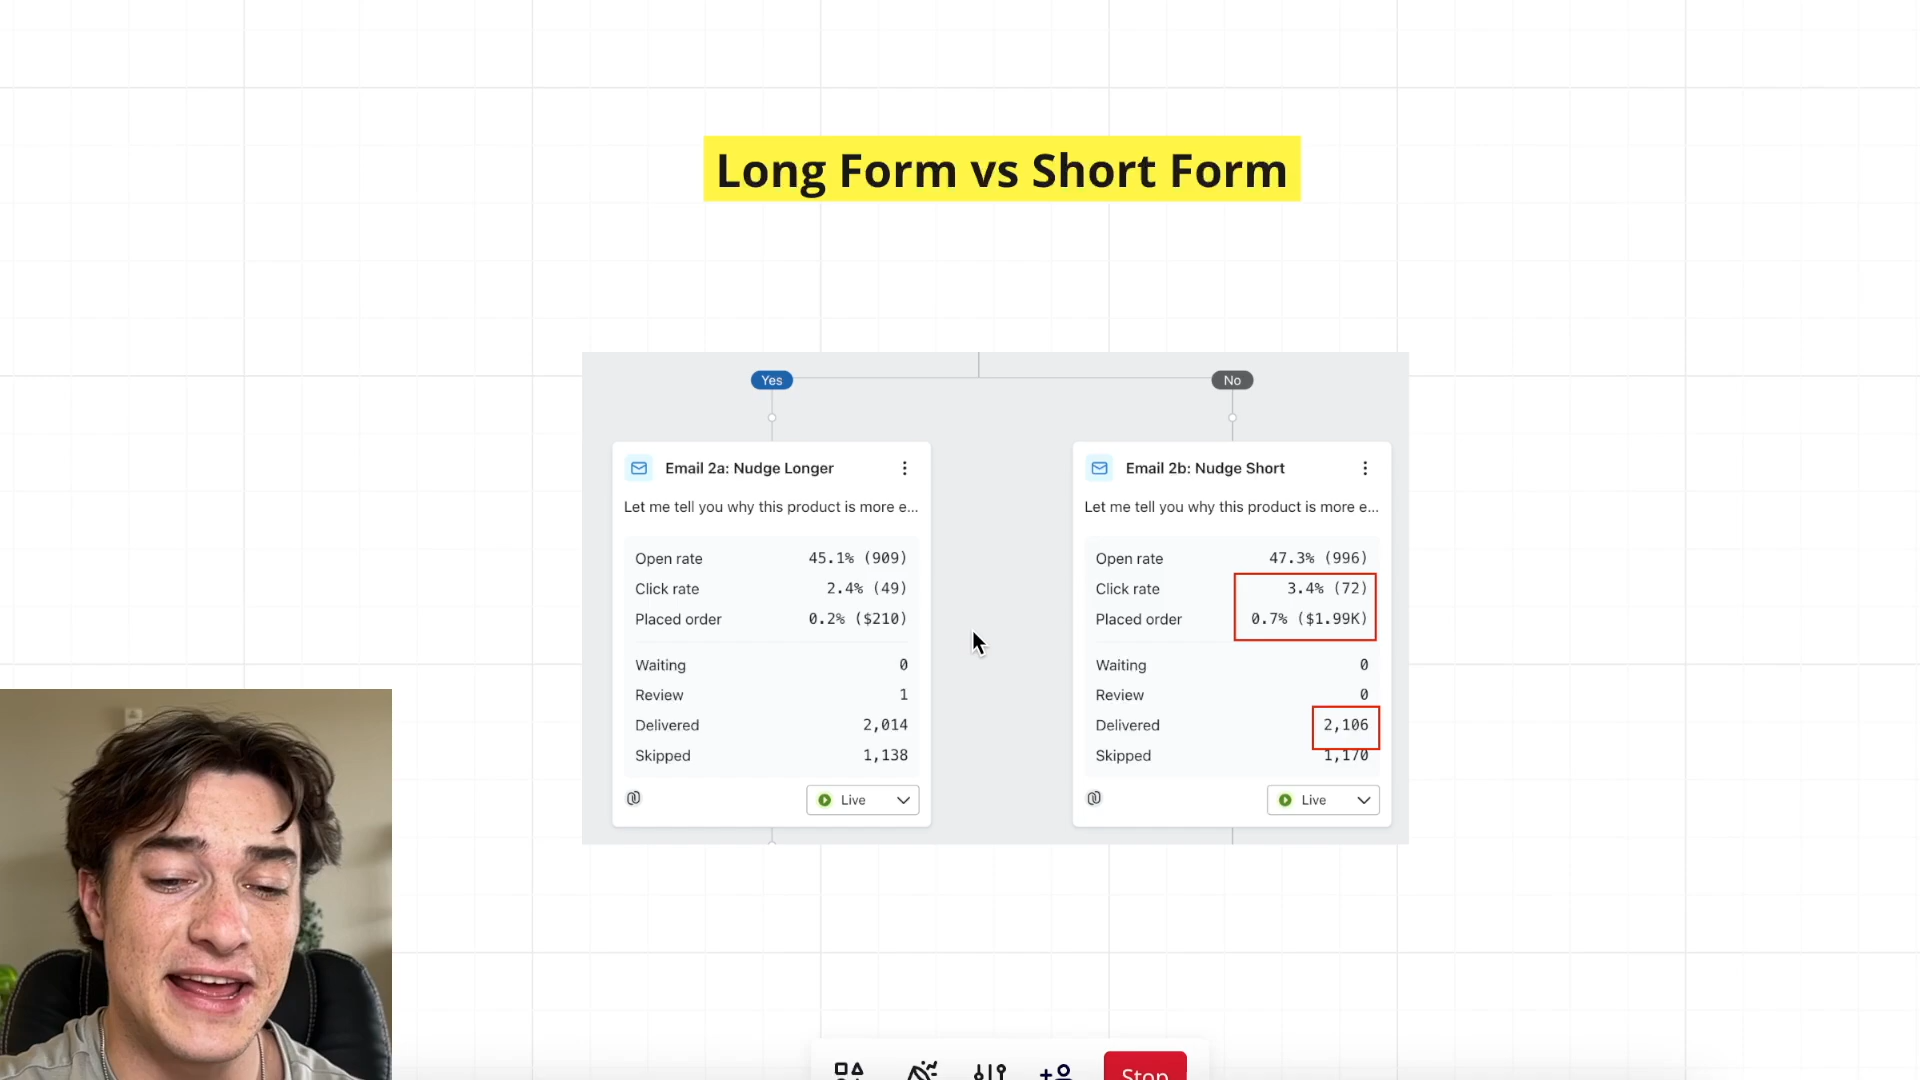 Long Form vs Short Form
Yes
No
Email 2a: Nudge Longer
Let me tell you why this product is more e...
Open rate 45.1% (909)
Click rate 2.4% (49)
Placed order 0.2% ($210)
Waiting 0
Review 1
Delivered 2,014
Skipped 1,138
Live
Email 2b: Nudge Short
Let me tell you why this product is more e...
Open rate 47.3% (996)
Click rate 3.4% (72)
Placed order 0.7% ($1.99K)
Waiting 0
Review 0
Delivered 2,106
Skipped 1,170
Live
Stop